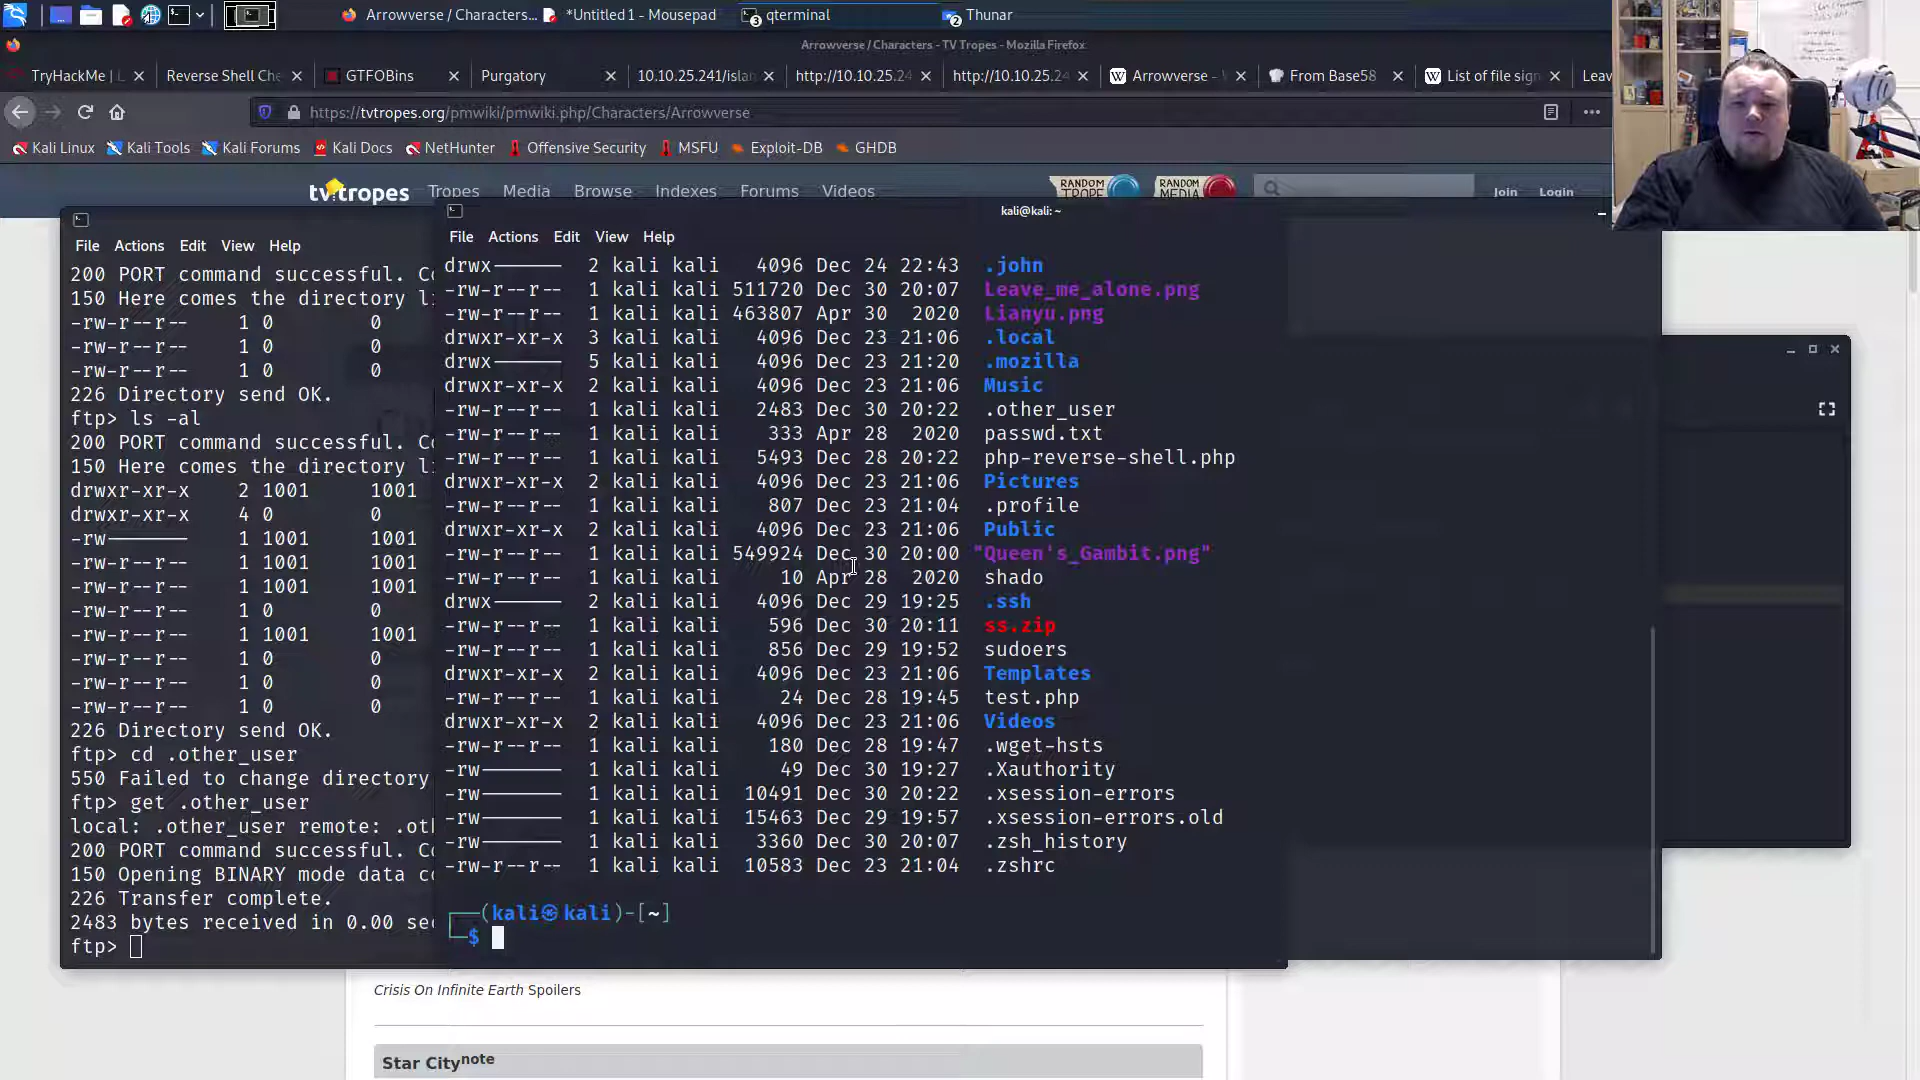 Arrowverse / Characters...
*Untitled 1 - Mousepad
3
qterminal
2
Thunar
Arrowverse / Characters - TV Tropes - Mozilla Firefox
TryHackMe | L
Reverse Shell Che
GTFOBins
Purgatory
10.10.25.241/islan
http://10.10.25.24
http://10.10.25.24
Arrowverse -
From Base58
List of file sign
Leav
https://tvtropes.org/pmwiki/pmwiki.php/Characters/Arrowverse
Kali Linux
Kali Tools
Kali Forums
Kali Docs
NetHunter
Offensive Security
MSFU
Exploit-DB
GHDB
tvtropes
Tropes
Media
Browse
Indexes
Forums
Videos
RANDOM TROPE
RANDOM MEDIA
Join
Login
File Actions Edit View Help
200 PORT command successful. Co
150 Here comes the directory li
-rw-r--r-- 1 0 0
-rw-r--r-- 1 0 0
-rw-r--r-- 1 0 0
226 Directory send OK.
ftp> ls -al
200 PORT command successful. Co
150 Here comes the directory li
drwxr-xr-x 2 1001 1001
drwxr-xr-x 4 0 0
-rw------- 1 1001 1001
-rw-r--r-- 1 1001 1001
-rw-r--r-- 1 1001 1001
-rw-r--r-- 1 0 0
-rw-r--r-- 1 1001 1001
-rw-r--r-- 1 0 0
-rw-r--r-- 1 0 0
-rw-r--r-- 1 0 0
226 Directory send OK.
ftp> cd .other_user
550 Failed to change directory
ftp> get .other_user
local: .other_user remote: .oth
200 PORT command successful. Co
150 Opening BINARY mode data co
226 Transfer complete.
2483 bytes received in 0.00 sec
ftp>
kali@kali: ~
File Actions Edit View Help
drwx------ 2 kali kali 4096 Dec 24 22:43 .john
-rw-r--r-- 1 kali kali 511720 Dec 30 20:07 Leave_me_alone.png
-rw-r--r-- 1 kali kali 463807 Apr 30 2020 Lianyu.png
drwxr-xr-x 3 kali kali 4096 Dec 23 21:06 .local
drwx------ 5 kali kali 4096 Dec 23 21:20 .mozilla
drwxr-xr-x 2 kali kali 4096 Dec 23 21:06 Music
-rw-r--r-- 1 kali kali 2483 Dec 30 20:22 .other_user
-rw-r--r-- 1 kali kali 333 Apr 28 2020 passwd.txt
-rw-r--r-- 1 kali kali 5493 Dec 28 20:22 php-reverse-shell.php
drwxr-xr-x 2 kali kali 4096 Dec 23 21:06 Pictures
-rw-r--r-- 1 kali kali 807 Dec 23 21:04 .profile
drwxr-xr-x 2 kali kali 4096 Dec 23 21:06 Public
-rw-r--r-- 1 kali kali 549924 Dec 30 20:00 "Queen's_Gambit.png"
-rw-r--r-- 1 kali kali 10 Apr 28 2020 shado
drwx------ 2 kali kali 4096 Dec 29 19:25 .ssh
-rw-r--r-- 1 kali kali 596 Dec 30 20:11 ss.zip
-rw-r--r-- 1 kali kali 856 Dec 29 19:52 sudoers
drwxr-xr-x 2 kali kali 4096 Dec 23 21:06 Templates
-rw-r--r-- 1 kali kali 24 Dec 28 19:45 test.php
drwxr-xr-x 2 kali kali 4096 Dec 23 21:06 Videos
-rw-r--r-- 1 kali kali 180 Dec 28 19:47 .wget-hsts
-rw------- 1 kali kali 49 Dec 30 19:27 .Xauthority
-rw------- 1 kali kali 10491 Dec 30 20:22 .xsession-errors
-rw------- 1 kali kali 15463 Dec 29 19:57 .xsession-errors.old
-rw------- 1 kali kali 3360 Dec 30 20:07 .zsh_history
-rw-r--r-- 1 kali kali 10583 Dec 23 21:04 .zshrc
┌──(kali㉿kali)-[~]
└─$
Crisis On Infinite Earth Spoilers
Star City note